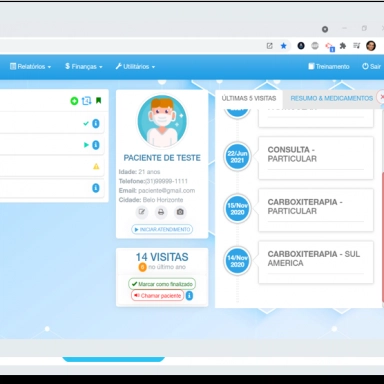 Relatórios
$ Finanças
Utilitários
Treinamento
Sair
ÚLTIMAS 5 VISITAS
RESUMO & MEDICAMENTOS
22/Jun
2021
CONSULTA -
PARTICULAR
PACIENTE DE TESTE
Idade: 21 anos
Telefone:(31)99999-1111
Email: paciente@gmail.com
Cidade: Belo Horizonte
INICIAR ATENDIMENTO
15/Nov
2020
CARBOXITERAPIA -
PARTICULAR
14/Nov
2020
CARBOXITERAPIA - SUL
AMERICA
14 VISITAS
6 no último ano
Marcar como finalizado
Chamar paciente